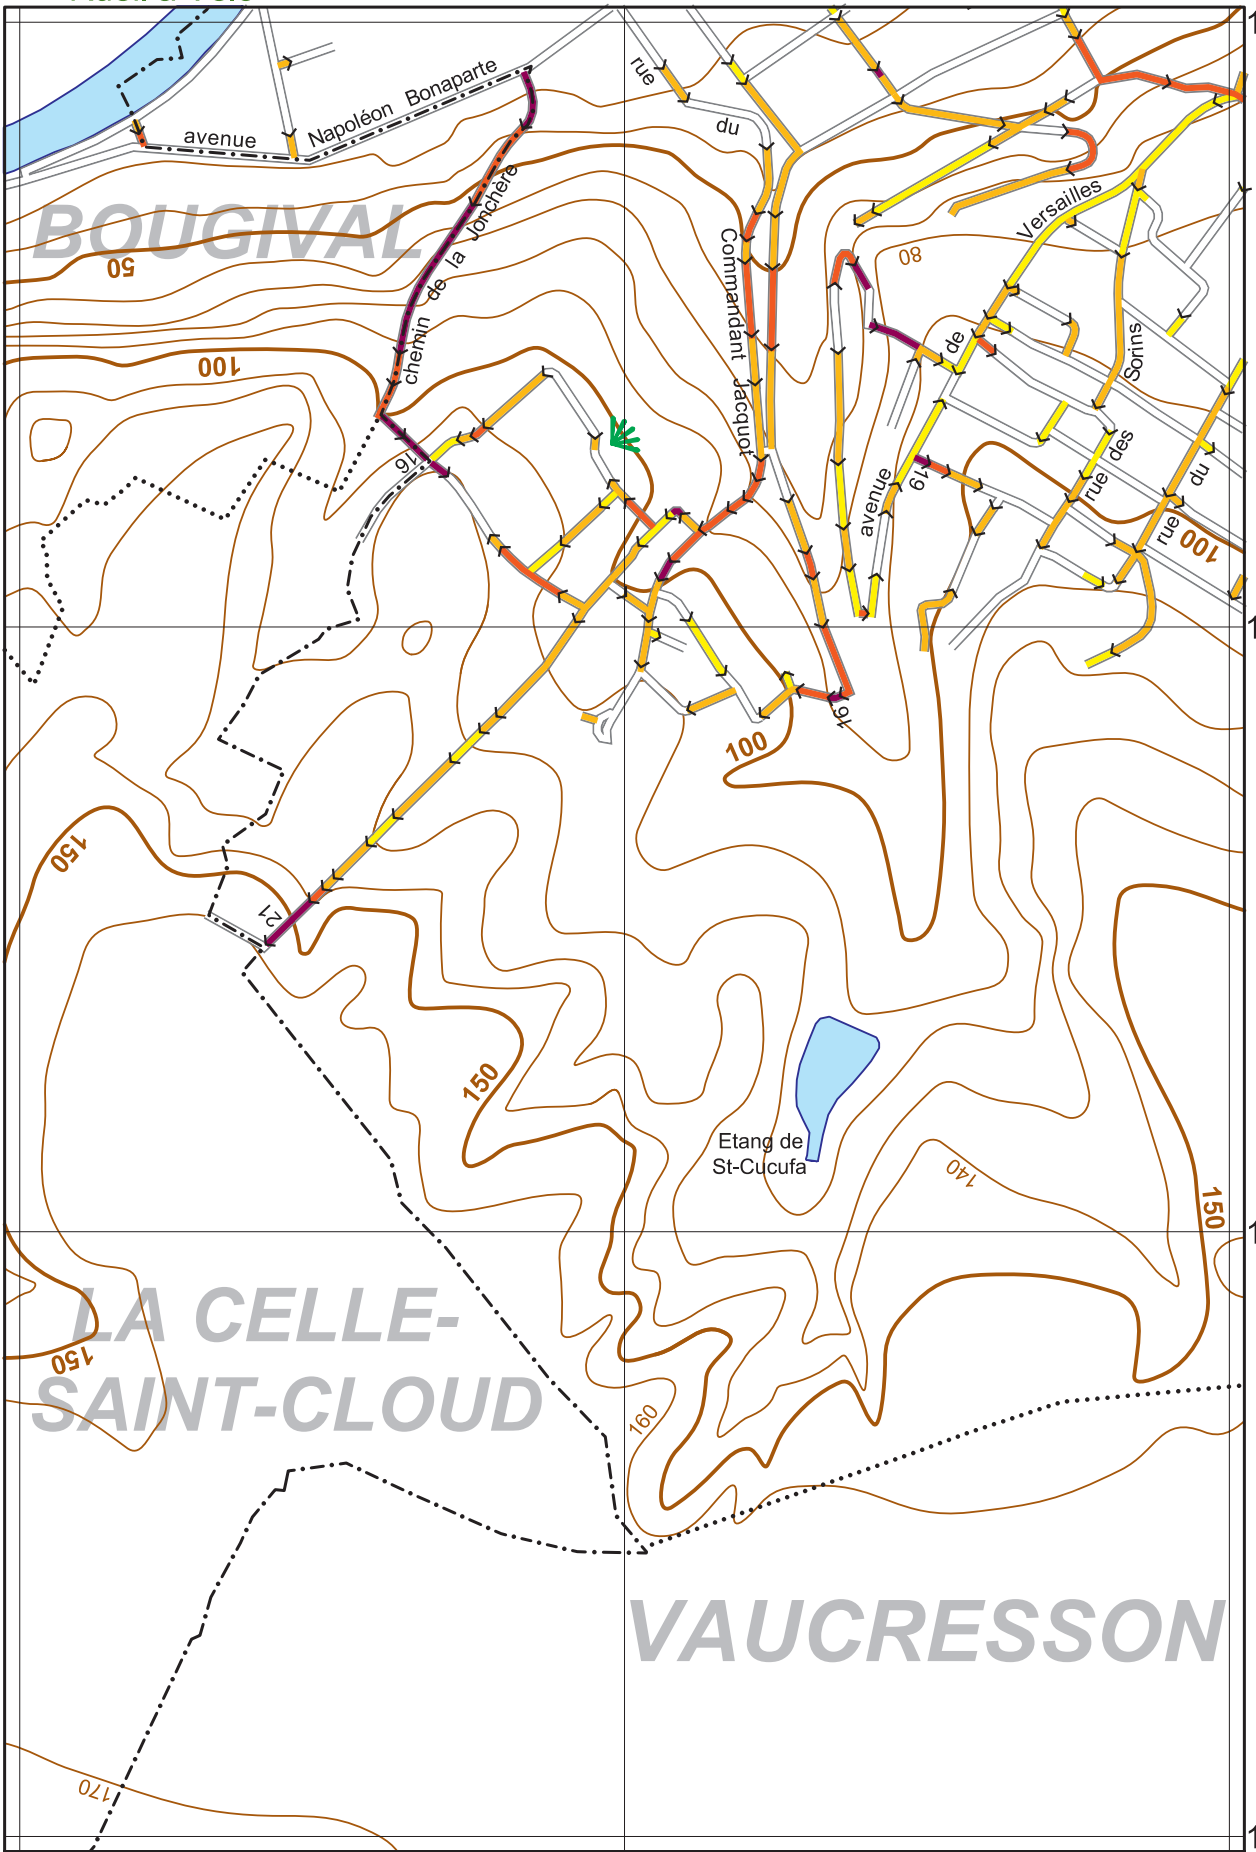 rue
du
avenue
Napoléon Bonaparte
BOUGIVAL
50
100
chemin de la Jonchère
16
Commandant Jacquot
80
Versailles
de
avenue
19
Sorins
des
rue
du
rue
100
16
100
150
21
150
Etang de
St-Cucufa
140
150
LA CELLE-
SAINT-CLOUD
150
160
VAUCRESSON
170